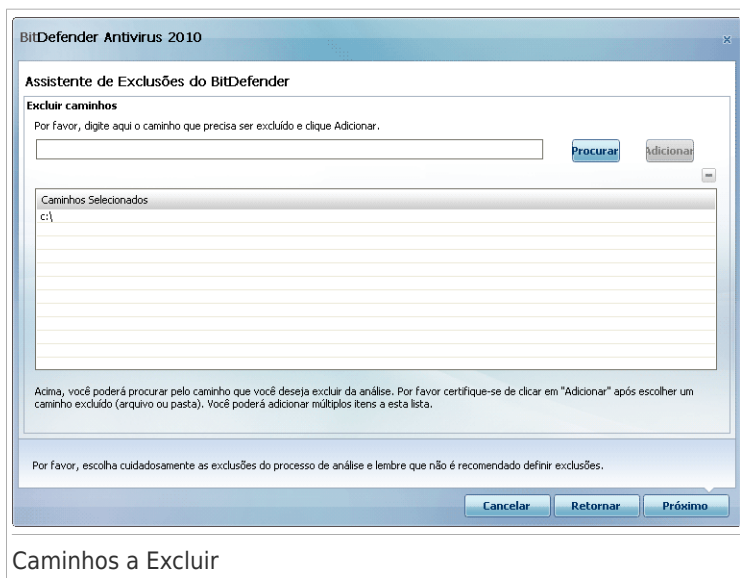 BitDefender Antivirus 2010
Assistente de Exclusões do BitDefender
Excluir caminhos
Por favor, digite aqui o caminho que precisa ser excluído e clique Adicionar.
Procurar
Adicionar
Caminhos Selecionados
c:\
Acima, você poderá procurar pelo caminho que você deseja excluir da análise. Por favor certifique-se de clicar em "Adicionar" após escolher um
caminho excluído (arquivo ou pasta). Você poderá adicionar múltiplos itens a esta lista.
Por favor, escolha cuidadosamente as exclusões do processo de análise e lembre que não é recomendado definir exclusões.
Cancelar
Retornar
Próximo
Caminhos a Excluir